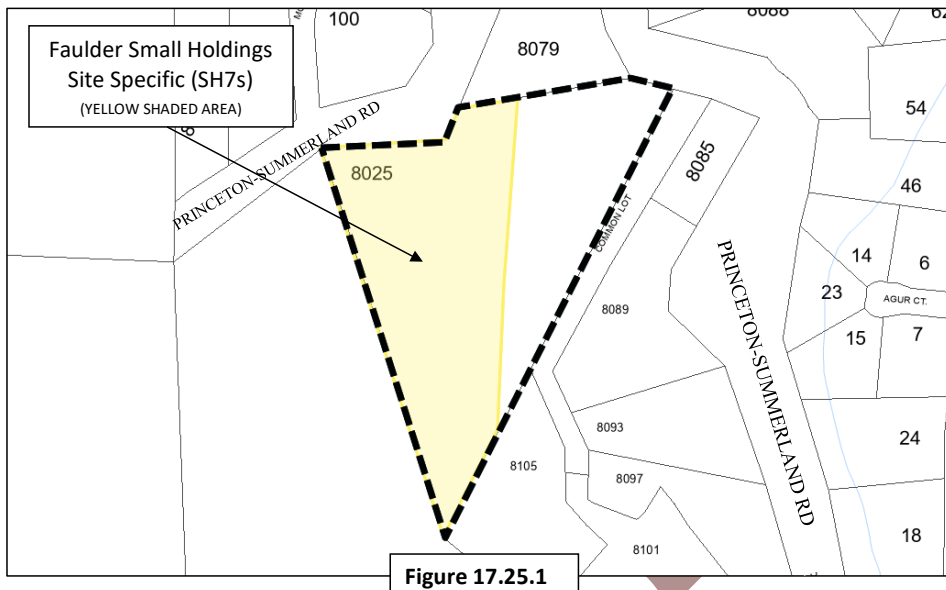 100
8088
Faulder Small Holdings
Site Specific (SH7s)
(YELLOW SHADED AREA)
8079
54
PRINCETON-SUMMERLAND RD
8025
8085
46
COMMON LOT
PRINCETON-SUMMERLAND RD
14
6
23
AGUR CT.
8089
15
7
8093
24
8105
8097
18
8101
Figure 17.25.1